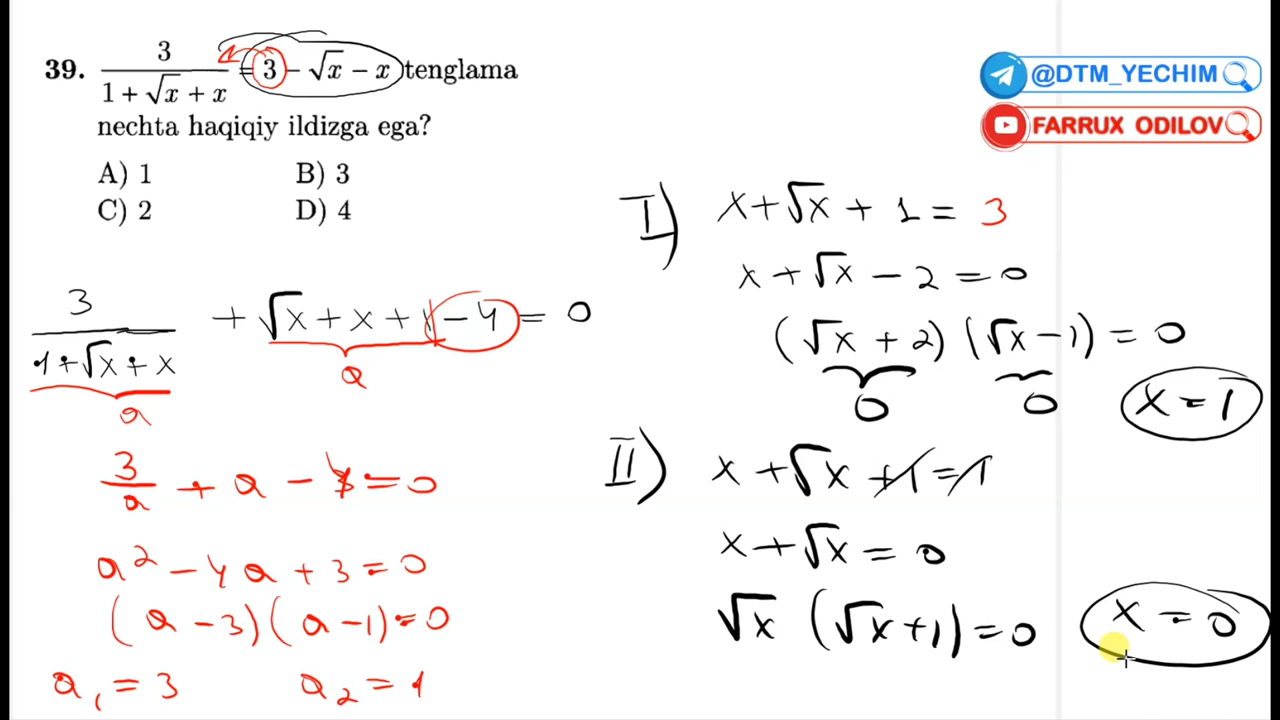 39. 3/(1 + √x + x) = 3 − √x − x tenglama
nechta haqiqiy ildizga ega?
A) 1 B) 3
C) 2 D) 4
@DTM_YECHIM
FARRUX ODILOV
3/(1+√x+x) + √x + x + 1 − 4 = 0
a a
3/a + a − 4 = 0
a² − 4a + 3 = 0
(a − 3)(a − 1) = 0
a₁ = 3 a₂ = 1
I) x + √x + 1 = 3
x + √x − 2 = 0
(√x + 2)(√x − 1) = 0
0 0 x = 1
II) x + √x + 1 = 1
x + √x = 0
√x (√x + 1) = 0 x = 0